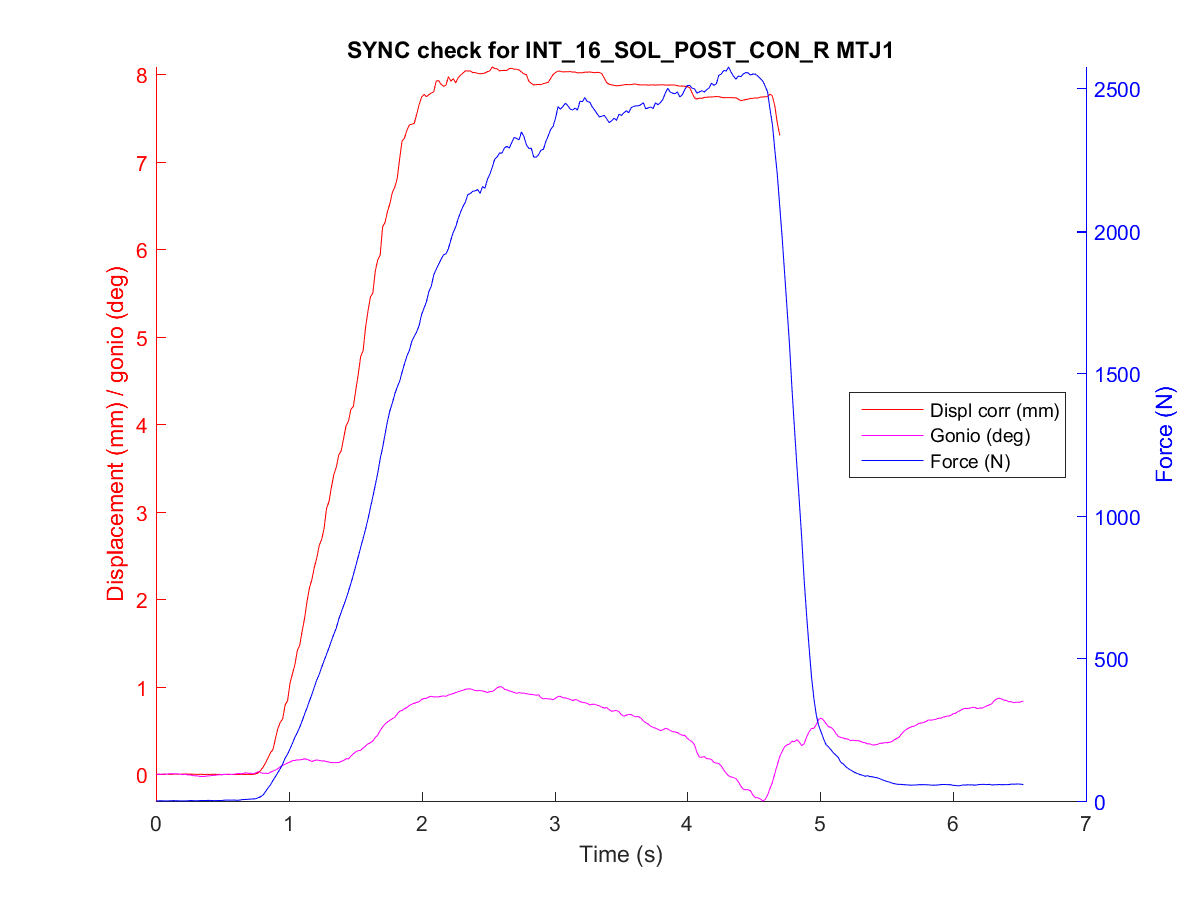 SYNC check for INT_16_SOL_POST_CON_R MTJ1
Displacement (mm) / gonio (deg)
8
7
6
5
4
3
2
1
0
2500
2000
1500
1000
500
0
Force (N)
Displ corr (mm)
Gonio (deg)
Force (N)
0 1 2 3 4 5 6 7
Time (s)